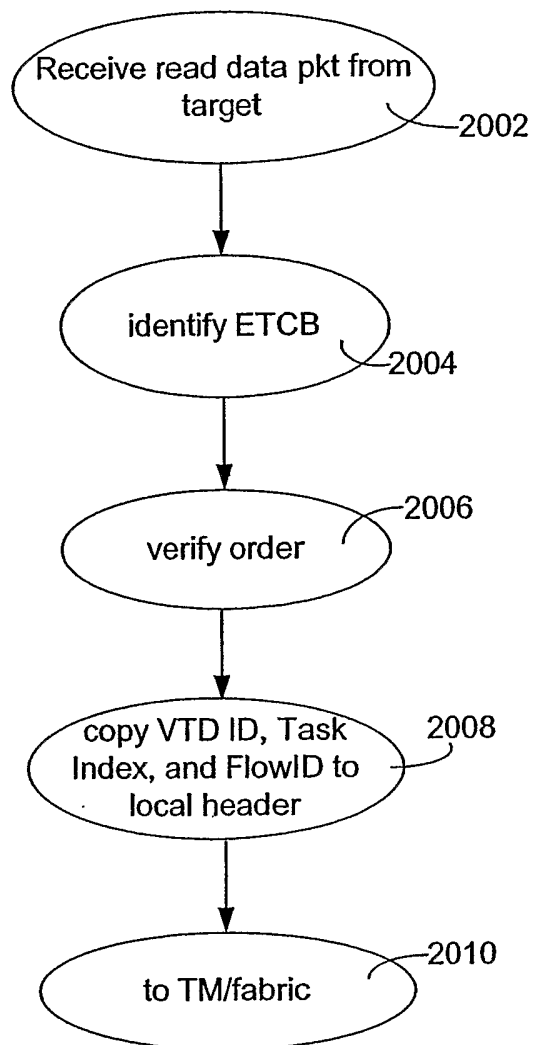 Receive read data pkt from
target
2002
identify ETCB
2004
2006
verify order
copy VTD ID, Task
Index, and FlowID to
local header
2008
2010
to TM/fabric